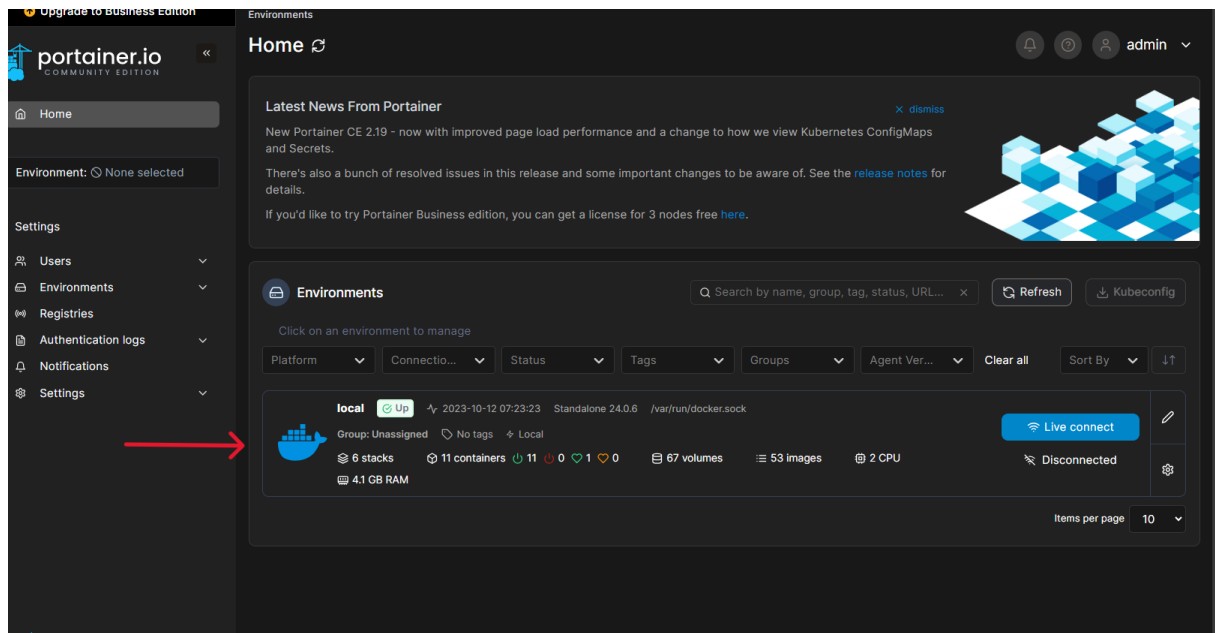 Upgrade to Business Edition
portainer.io
COMMUNITY EDITION
Home
Environment: None selected
Settings
Users
Environments
Registries
Authentication logs
Notifications
Settings
Environments
Home
admin
Latest News From Portainer
dismiss
New Portainer CE 2.19 - now with improved page load performance and a change to how we view Kubernetes ConfigMaps
and Secrets.
There's also a bunch of resolved issues in this release and some important changes to be aware of. See the release notes for
details.
If you'd like to try Portainer Business edition, you can get a license for 3 nodes free here.
Environments
Search by name, group, tag, status, URL...
Refresh
Kubeconfig
Click on an environment to manage
Platform
Connectio...
Status
Tags
Groups
Agent Ver...
Clear all
Sort By
local Up 2023-10-12 07:23:23 Standalone 24.0.6 /var/run/docker.sock
Group: Unassigned No tags Local
6 stacks 11 containers 11 0 1 0 67 volumes 53 images 2 CPU
4.1 GB RAM
Live connect
Disconnected
Items per page 10